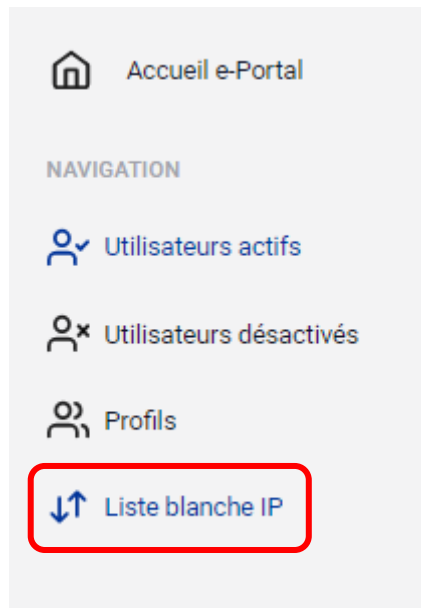 Accueil e-Portal
NAVIGATION
Utilisateurs actifs
Utilisateurs désactivés
Profils
Liste blanche IP